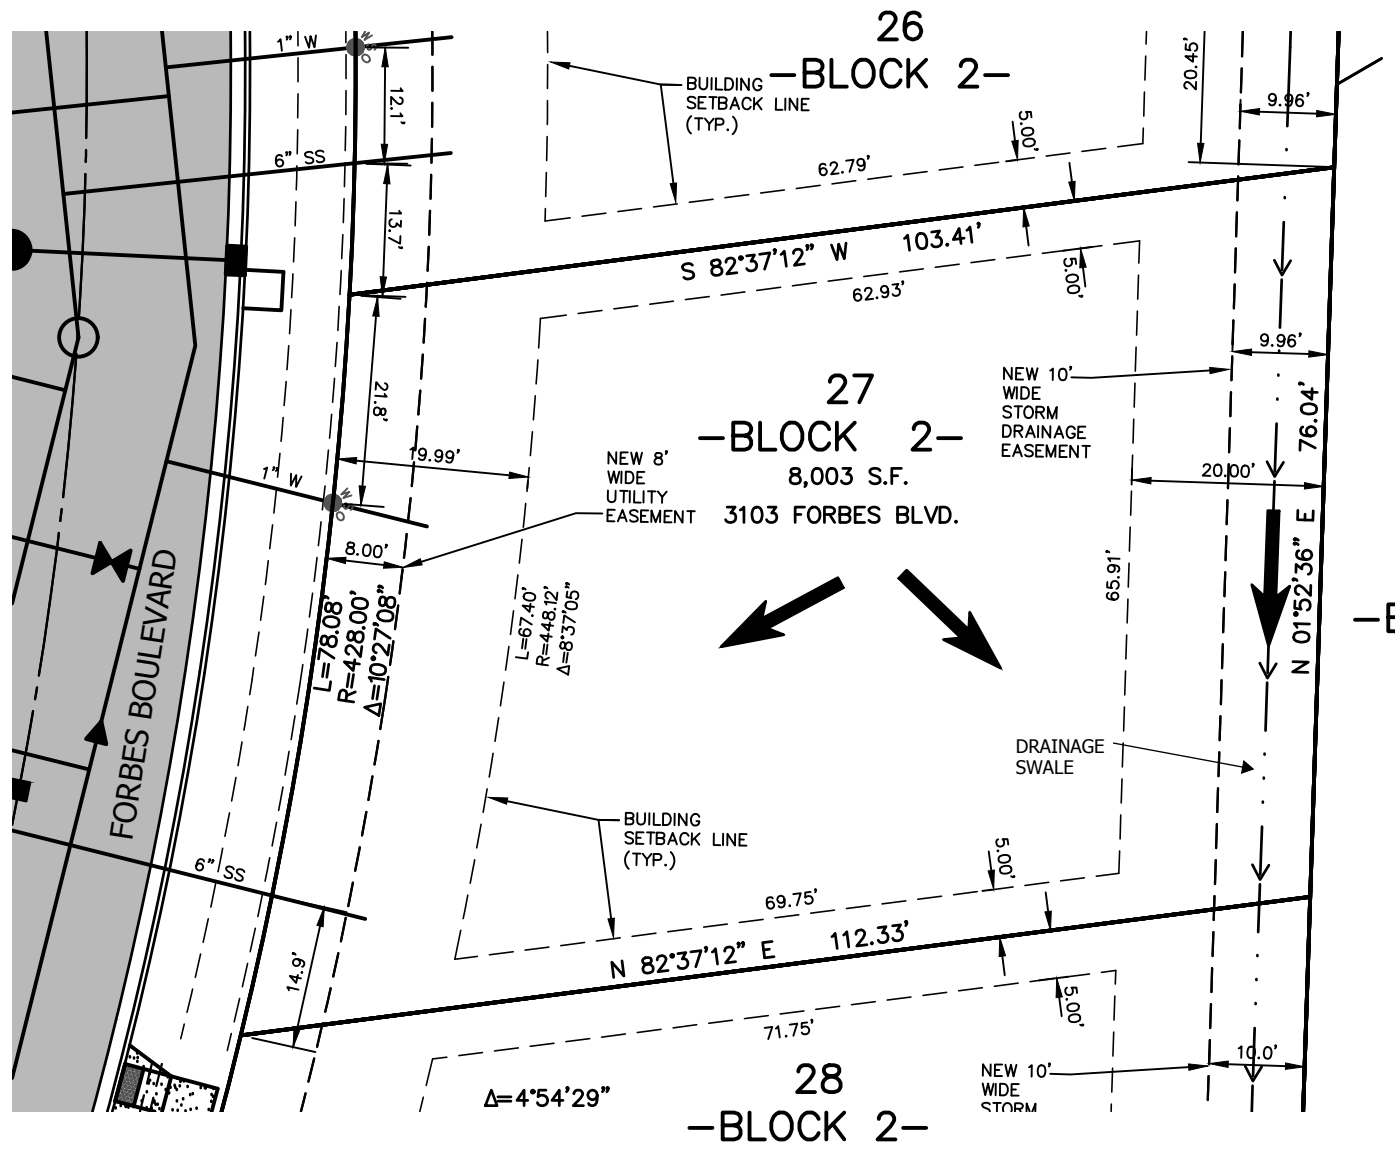 26
-BLOCK 2-
1" W
W
S
O
12.1'
BUILDING
SETBACK LINE
(TYP.)
20.45'
9.96'
5.00'
6" SS
62.79'
13.7'
S 82°37'12" W 103.41'
5.00'
62.93'
9.96'
21.8'
27
-BLOCK 2-
8,003 S.F.
3103 FORBES BLVD.
NEW 10'
WIDE
STORM
DRAINAGE
EASEMENT
76.04'
N 01°52'36" E
19.99'
NEW 8'
WIDE
UTILITY
EASEMENT
20.00'
1" W
W
S
O
8.00'
L=78.08'
R=428.00'
Δ=10°27'08"
L=67.40'
R=448.12'
Δ=8°37'05"
65.91'
FORBES BOULEVARD
DRAINAGE
SWALE
BUILDING
SETBACK LINE
(TYP.)
5.00'
6" SS
69.75'
N 82°37'12" E 112.33'
14.9'
5.00'
71.75'
10.0'
28
-BLOCK 2-
Δ=4°54'29"
NEW 10'
WIDE
STORM